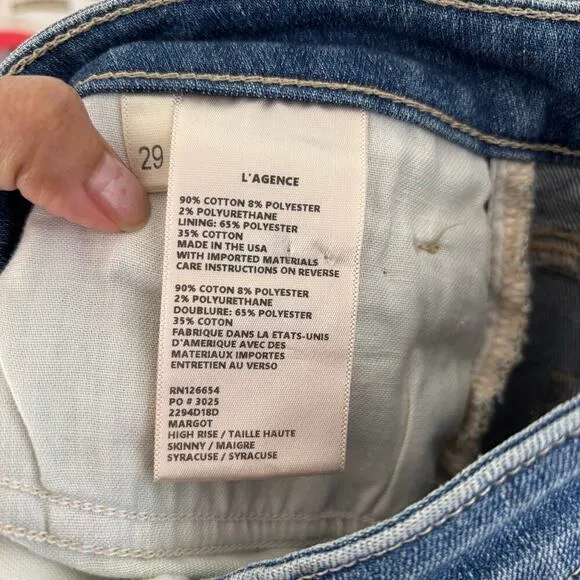 29
L'AGENCE
90% COTTON 8% POLYESTER
2% POLYURETHANE
LINING: 65% POLYESTER
35% COTTON
MADE IN THE USA
WITH IMPORTED MATERIALS
CARE INSTRUCTIONS ON REVERSE
90% COTON 8% POLYESTER
2% POLYURETHANE
DOUBLURE: 65% POLYESTER
35% COTON
FABRIQUE DANS LA ETATS-UNIS
D'AMERIQUE AVEC DES
MATERIAUX IMPORTES
ENTRETIEN AU VERSO
RN126654
PO # 3025
2294D18D
MARGOT
HIGH RISE / TAILLE HAUTE
SKINNY / MAIGRE
SYRACUSE / SYRACUSE